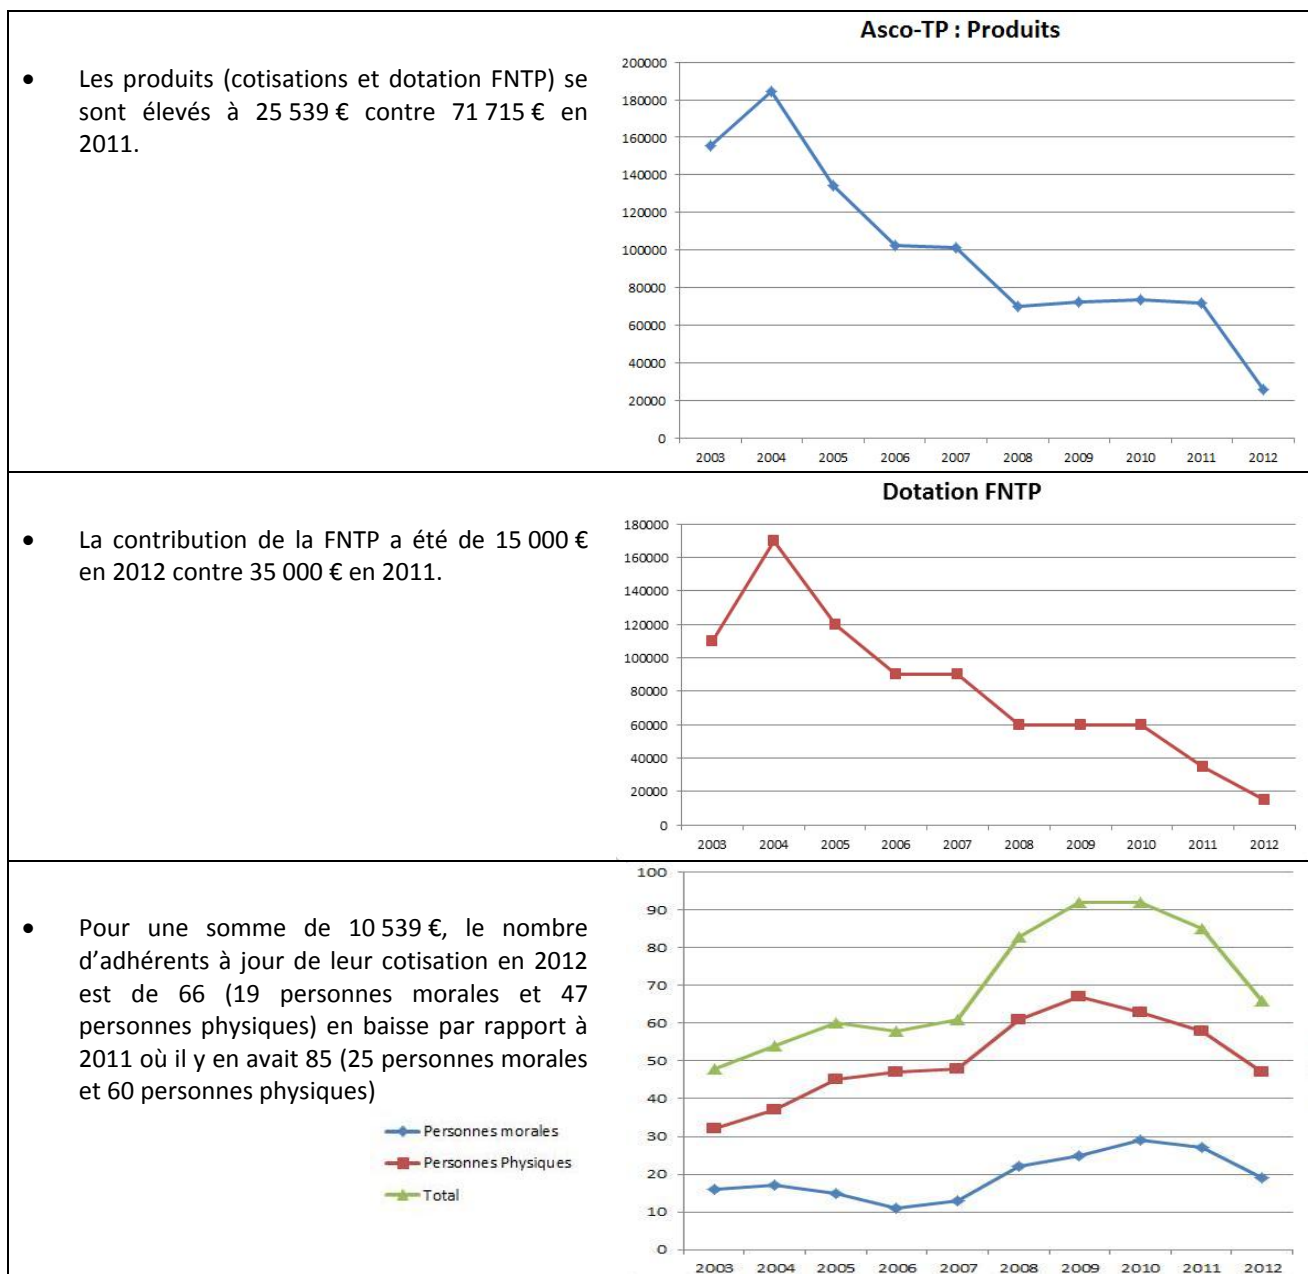 Asco-TP : Produits
• Les produits (cotisations et dotation FNTP) se
sont élevés à 25 539 € contre 71 715 € en
2011.
200000
180000
160000
140000
120000
100000
80000
60000
40000
20000
0
2003 2004 2005 2006 2007 2008 2009 2010 2011 2012
Dotation FNTP
• La contribution de la FNTP a été de 15 000 €
en 2012 contre 35 000 € en 2011.
180000
160000
140000
120000
100000
80000
60000
40000
20000
0
2003 2004 2005 2006 2007 2008 2009 2010 2011 2012
• Pour une somme de 10 539 €, le nombre
d’adhérents à jour de leur cotisation en 2012
est de 66 (19 personnes morales et 47
personnes physiques) en baisse par rapport à
2011 où il y en avait 85 (25 personnes morales
et 60 personnes physiques)
Personnes morales
Personnes Physiques
Total
100
90
80
70
60
50
40
30
20
10
0
2003 2004 2005 2006 2007 2008 2009 2010 2011 2012